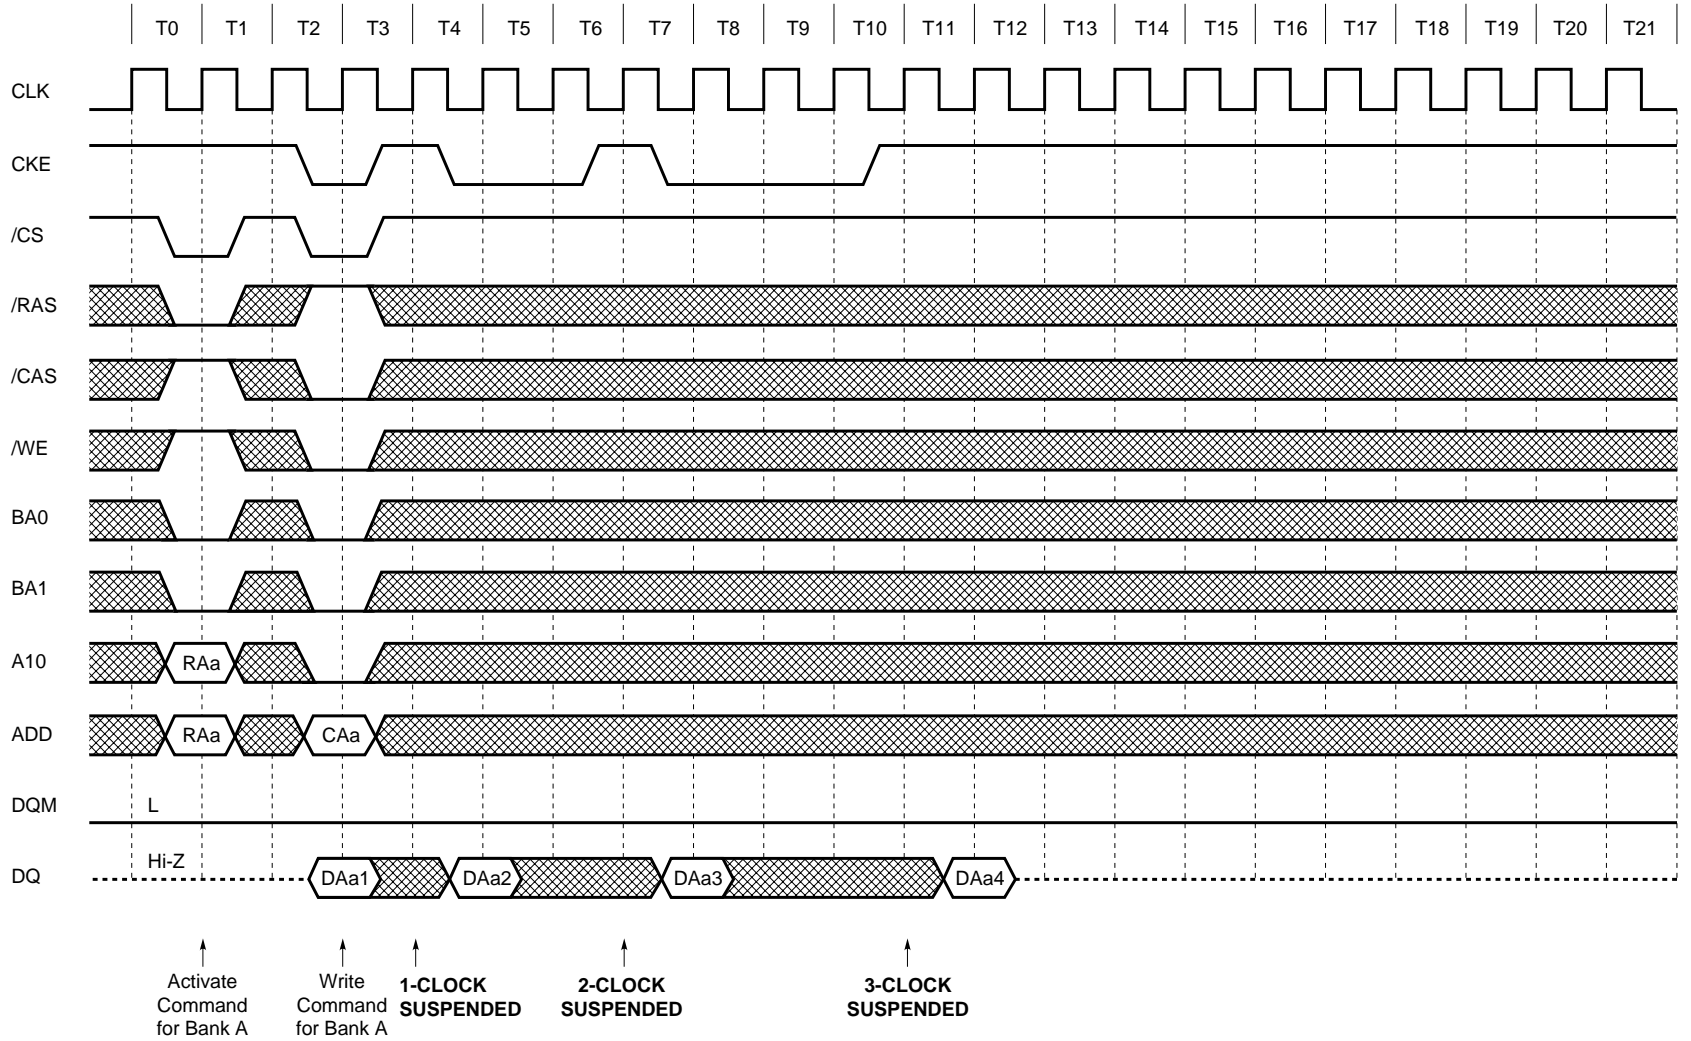 T0 T1 T2 T3 T4 T5 T6 T7 T8 T9 T10 T11 T12 T13 T14 T15 T16 T17 T18 T19 T20 T21
CLK
CKE
/CS
/RAS
/CAS
/WE
BA0
BA1
A10 RAa
ADD RAa CAa
DQM L
DQ Hi-Z DAa1 DAa2 DAa3 DAa4
Activate
Command
for Bank A
Write
Command
for Bank A
1-CLOCK
SUSPENDED
2-CLOCK
SUSPENDED
3-CLOCK
SUSPENDED